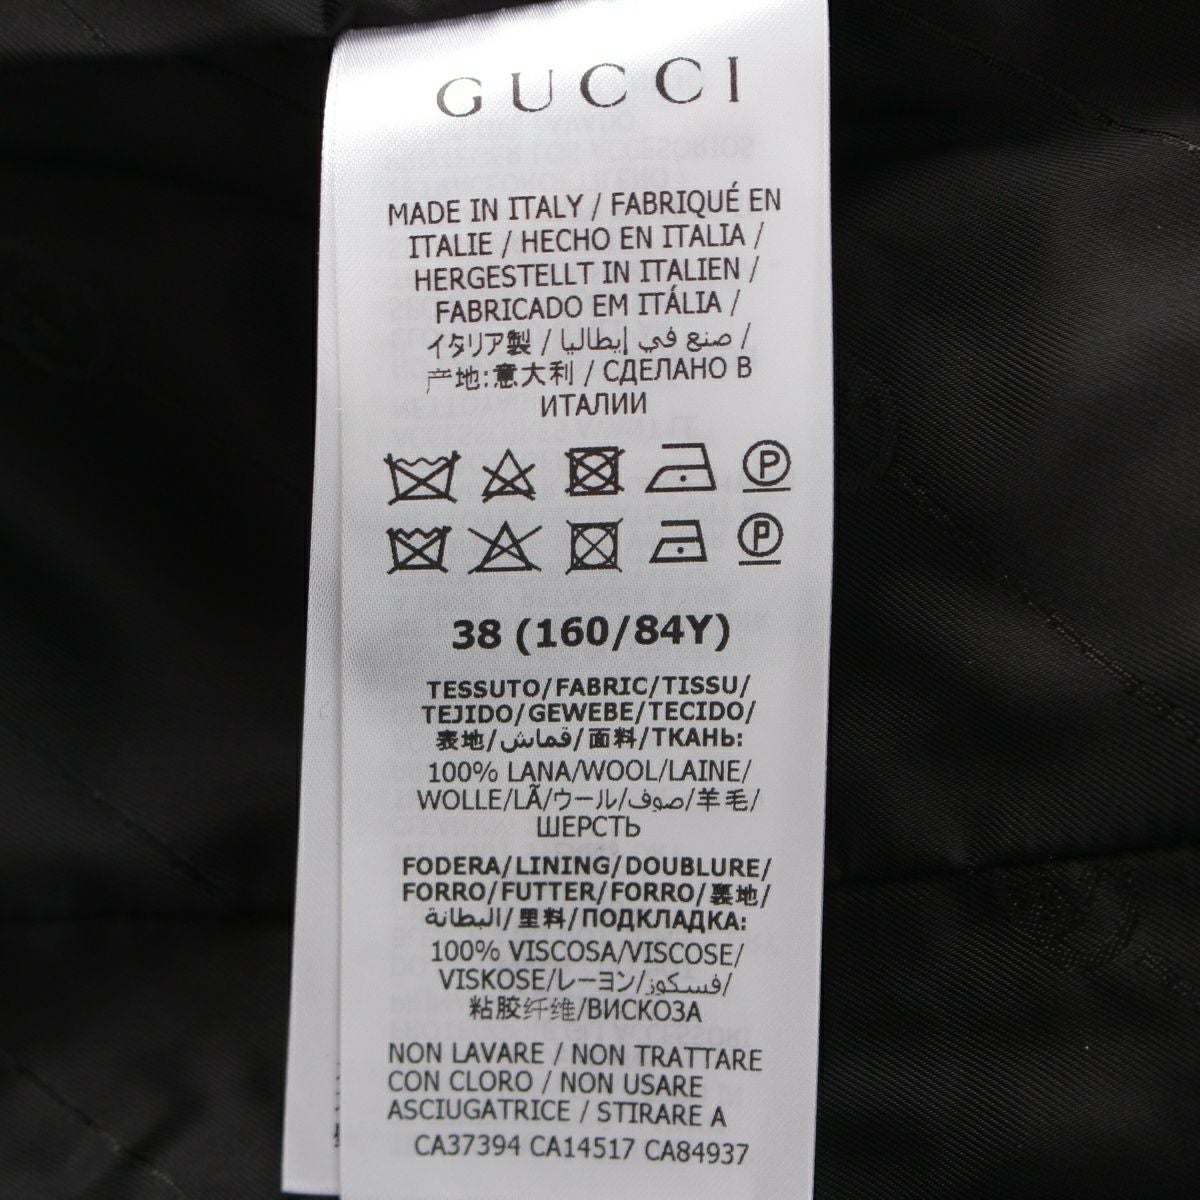 GUCCI
MADE IN ITALY / FABRIQUÉ EN
ITALIE / HECHO EN ITALIA /
HERGESTELLT IN ITALIEN /
FABRICADO EM ITÁLIA /
イタリア製 / صنع في إيطاليا /
产地:意大利 / СДЕЛАНО В
ИТАЛИИ
P
P
38 (160/84Y)
TESSUTO/FABRIC/TISSU/
TEJIDO/GEWEBE/TECIDO/
表地/قماش/面料/ТКАНЬ:
100% LANA/WOOL/LAINE/
WOLLE/LÃ/ウール/صوف/羊毛/
ШЕРСТЬ
FODERA/LINING/DOUBLURE/
FORRO/FUTTER/FORRO/裏地/
البطانة/里料/ПОДКЛАДКА:
100% VISCOSA/VISCOSE/
VISKOSE/レーヨン/فسكوز/
粘胶纤维/ВИСКОЗА
NON LAVARE / NON TRATTARE
CON CLORO / NON USARE
ASCIUGATRICE / STIRARE A
CA37394 CA14517 CA84937